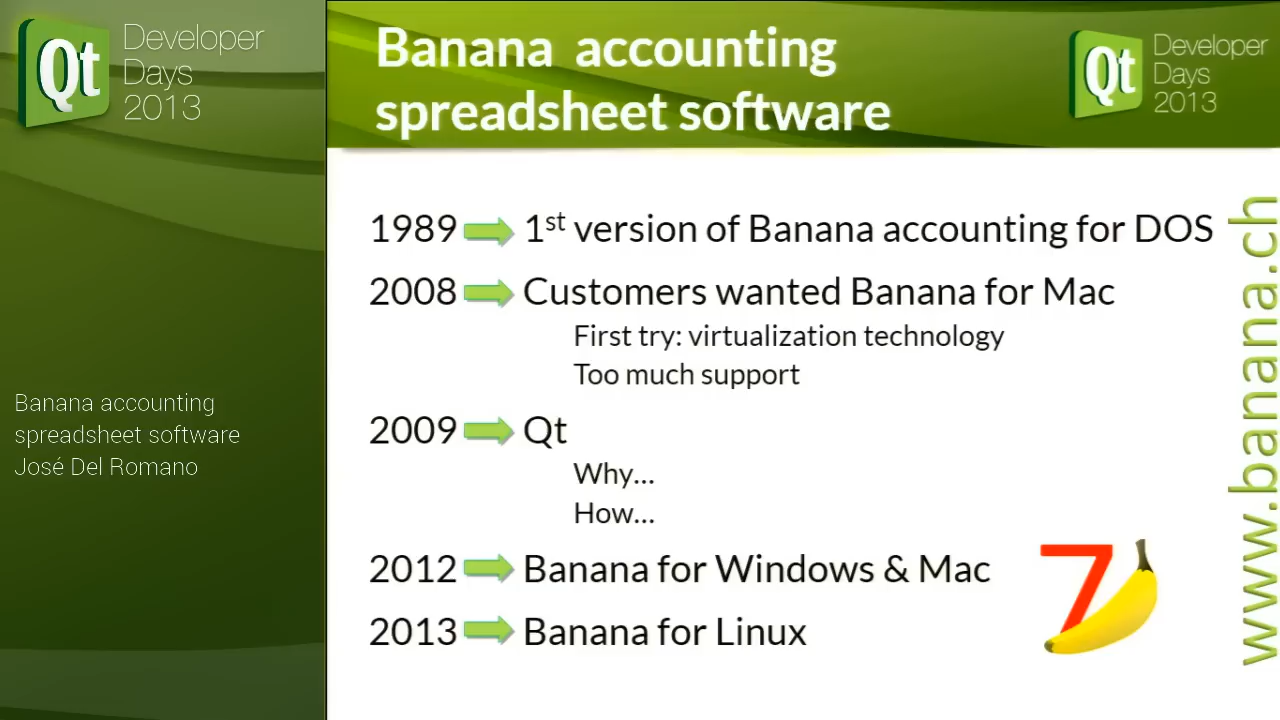 Qt
Developer
Days
2013
Banana accounting
spreadsheet software
José Del Romano
Banana accounting
spreadsheet software
Qt
Developer
Days
2013
1989 1st version of Banana accounting for DOS
2008 Customers wanted Banana for Mac
First try: virtualization technology
Too much support
2009 Qt
Why...
How...
2012 Banana for Windows & Mac
2013 Banana for Linux
7
www.banana.ch